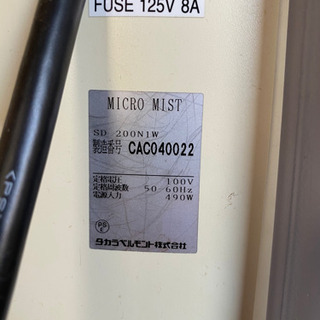 FUSE 125V 8A
MICRO MIST
SD 200N1W
製造番号 CAC040022
定格電圧 100V
定格周波数 50 60Hz
電源入力 490W
PS
E
タカラベルモント株式会社
<PS